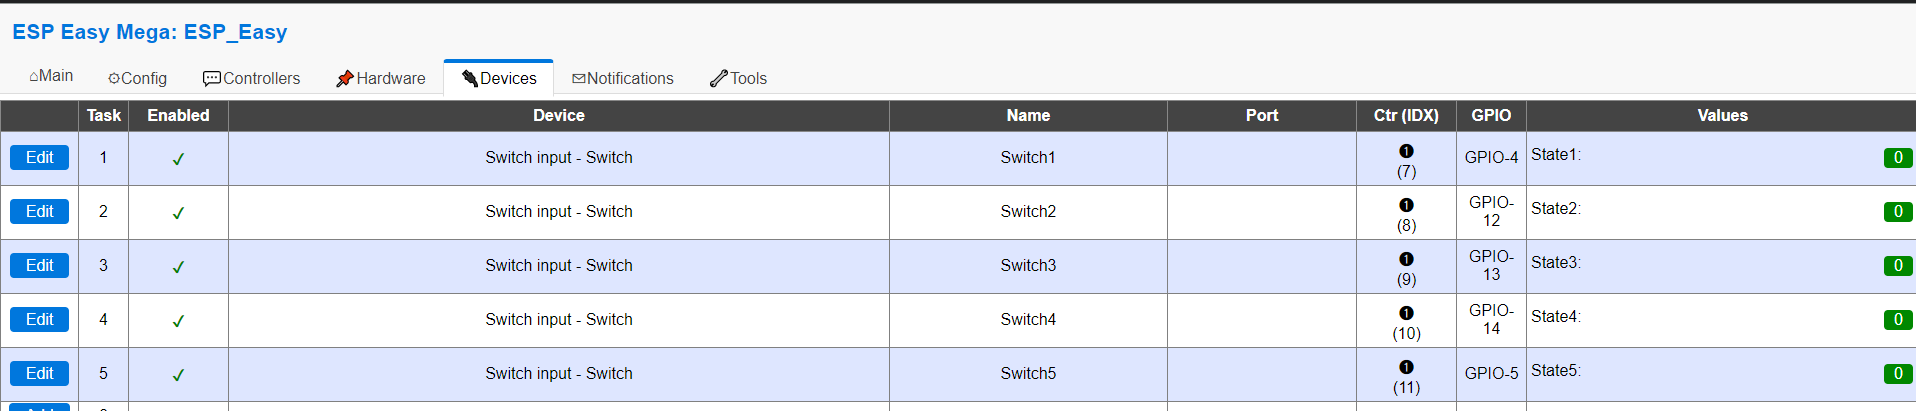 ESP Easy Mega: ESP_Easy
Main Config Controllers Hardware Devices Notifications Tools
Task Enabled Device Name Port Ctr (IDX) GPIO Values
Edit 1 ✓ Switch input - Switch Switch1 ❶ (7) GPIO-4 State1: 0
Edit 2 ✓ Switch input - Switch Switch2 ❶ (8) GPIO-12 State2: 0
Edit 3 ✓ Switch input - Switch Switch3 ❶ (9) GPIO-13 State3: 0
Edit 4 ✓ Switch input - Switch Switch4 ❶ (10) GPIO-14 State4: 0
Edit 5 ✓ Switch input - Switch Switch5 ❶ (11) GPIO-5 State5: 0